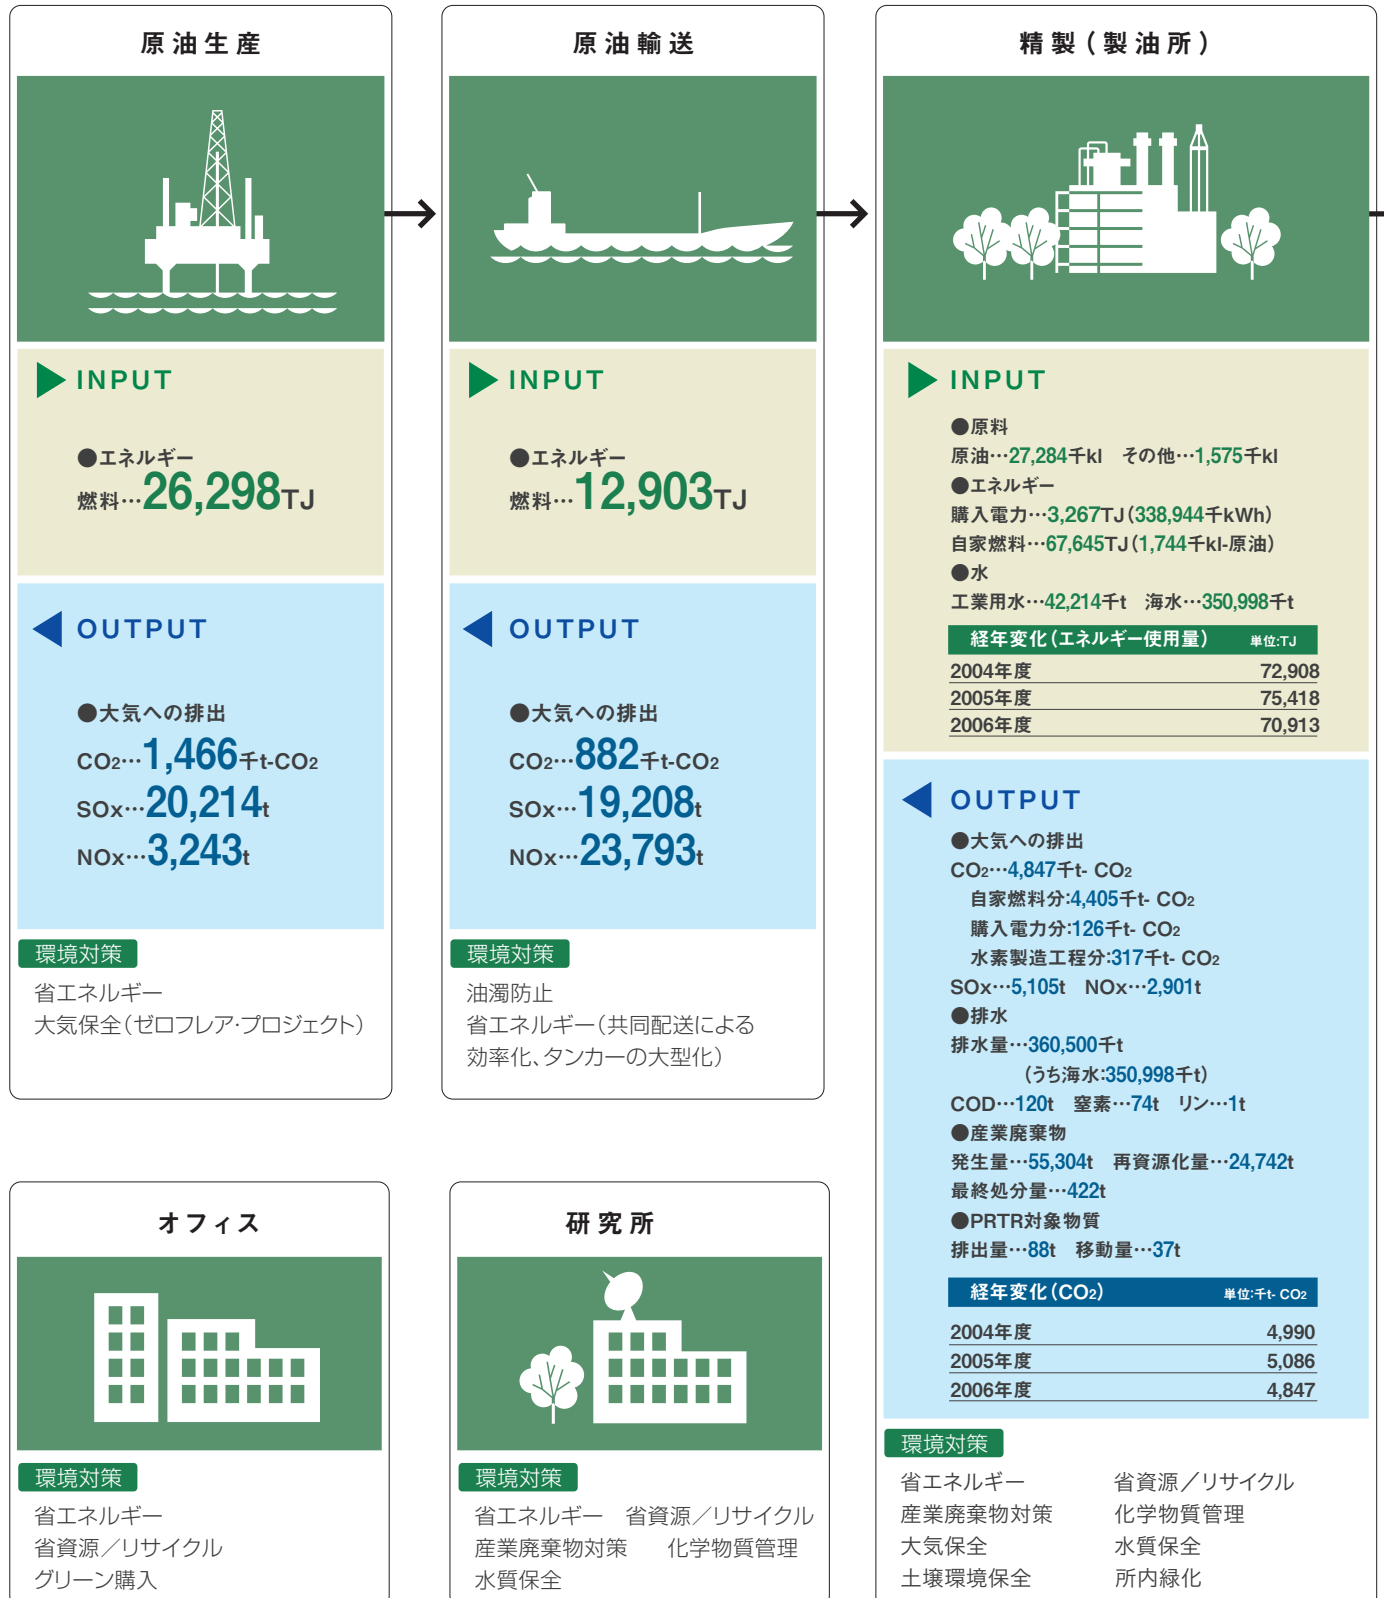 原油生産
INPUT
●エネルギー
燃料…26,298TJ
OUTPUT
●大気への排出
CO2…1,466千t-CO2
SOx…20,214t
NOx…3,243t
環境対策
省エネルギー
大気保全(ゼロフレア・プロジェクト)
原油輸送
INPUT
●エネルギー
燃料…12,903TJ
OUTPUT
●大気への排出
CO2…882千t-CO2
SOx…19,208t
NOx…23,793t
環境対策
油濁防止
省エネルギー(共同配送による
効率化、タンカーの大型化)
精製(製油所)
INPUT
●原料
原油…27,284千kl その他…1,575千kl
●エネルギー
購入電力…3,267TJ(338,944千kWh)
自家燃料…67,645TJ(1,744千kl-原油)
●水
工業用水…42,214千t 海水…350,998千t
経年変化(エネルギー使用量) 単位:TJ
2004年度 72,908
2005年度 75,418
2006年度 70,913
OUTPUT
●大気への排出
CO2…4,847千t- CO2
自家燃料分:4,405千t- CO2
購入電力分:126千t- CO2
水素製造工程分:317千t- CO2
SOx…5,105t NOx…2,901t
●排水
排水量…360,500千t
(うち海水:350,998千t)
COD…120t 窒素…74t リン…1t
●産業廃棄物
発生量…55,304t 再資源化量…24,742t
最終処分量…422t
●PRTR対象物質
排出量…88t 移動量…37t
経年変化(CO2) 単位:千t- CO2
2004年度 4,990
2005年度 5,086
2006年度 4,847
環境対策
省エネルギー 省資源/リサイクル
産業廃棄物対策 化学物質管理
大気保全 水質保全
土壌環境保全 所内緑化
オフィス
環境対策
省エネルギー
省資源/リサイクル
グリーン購入
研究所
環境対策
省エネルギー 省資源/リサイクル
産業廃棄物対策 化学物質管理
水質保全